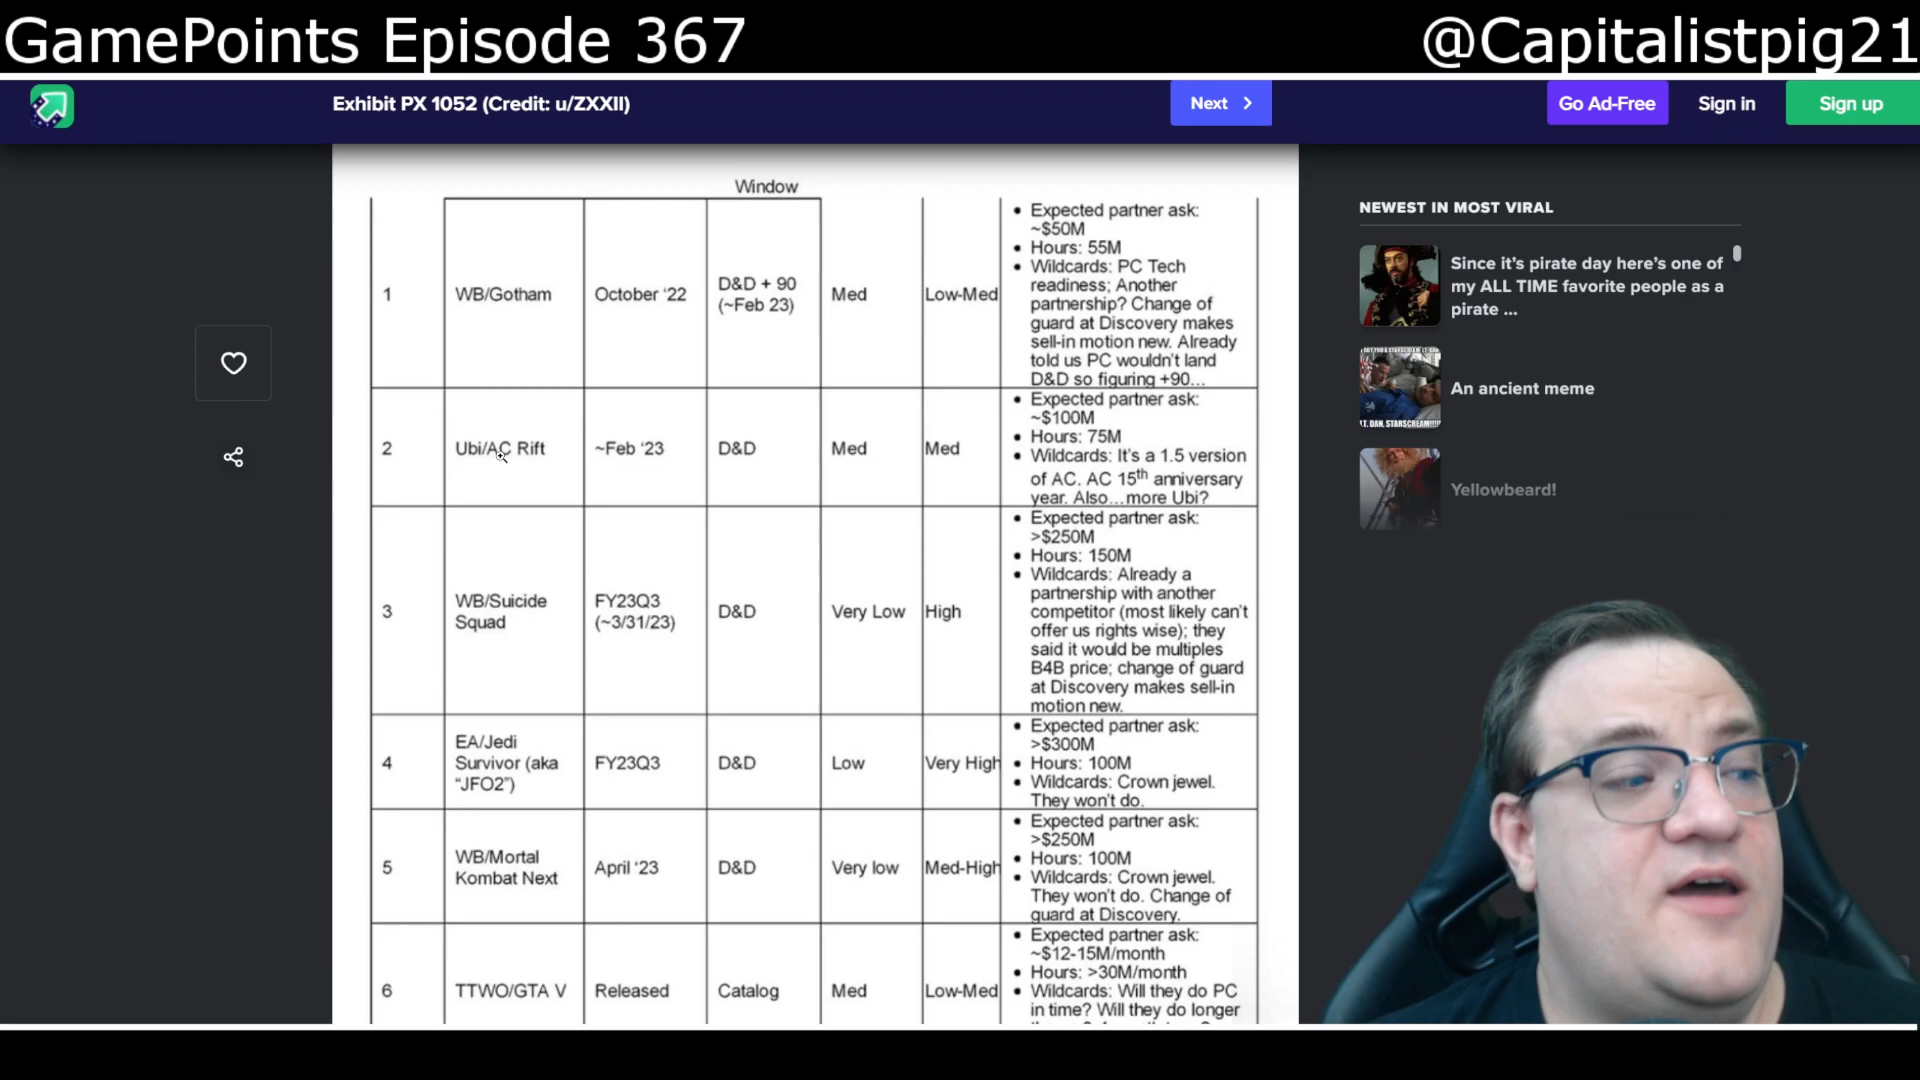 GamePoints Episode 367
@Capitalistpig21
Exhibit PX 1052 (Credit: u/ZXXII)
Next
Go Ad-Free
Sign in
Sign up
Window
1
WB/Gotham
October ‘22
D&D + 90
(~Feb 23)
Med
Low-Med
• Expected partner ask:
~$50M
• Hours: 55M
• Wildcards: PC Tech
readiness; Another
partnership? Change of
guard at Discovery makes
sell-in motion new. Already
told us PC wouldn’t land
D&D so figuring +90...
2
Ubi/AC Rift
~Feb ‘23
D&D
Med
Med
• Expected partner ask:
~$100M
• Hours: 75M
• Wildcards: It’s a 1.5 version
of AC. AC 15th anniversary
year. Also...more Ubi?
3
WB/Suicide
Squad
FY23Q3
(~3/31/23)
D&D
Very Low
High
• Expected partner ask:
>$250M
• Hours: 150M
• Wildcards: Already a
partnership with another
competitor (most likely can’t
offer us rights wise); they
said it would be multiples
B4B price; change of guard
at Discovery makes sell-in
motion new.
4
EA/Jedi
Survivor (aka
“JFO2”)
FY23Q3
D&D
Low
Very High
• Expected partner ask:
>$300M
• Hours: 100M
• Wildcards: Crown jewel.
They won’t do.
5
WB/Mortal
Kombat Next
April ‘23
D&D
Very low
Med-High
• Expected partner ask:
>$250M
• Hours: 100M
• Wildcards: Crown jewel.
They won’t do. Change of
guard at Discovery.
6
TTWO/GTA V
Released
Catalog
Med
Low-Med
• Expected partner ask:
~$12-15M/month
• Hours: >30M/month
• Wildcards: Will they do PC
in time? Will they do longer
NEWEST IN MOST VIRAL
Since it’s pirate day here’s one of
my ALL TIME favorite people as a
pirate ...
An ancient meme
LT. DAN, STARSCREAM!!!!!
Yellowbeard!